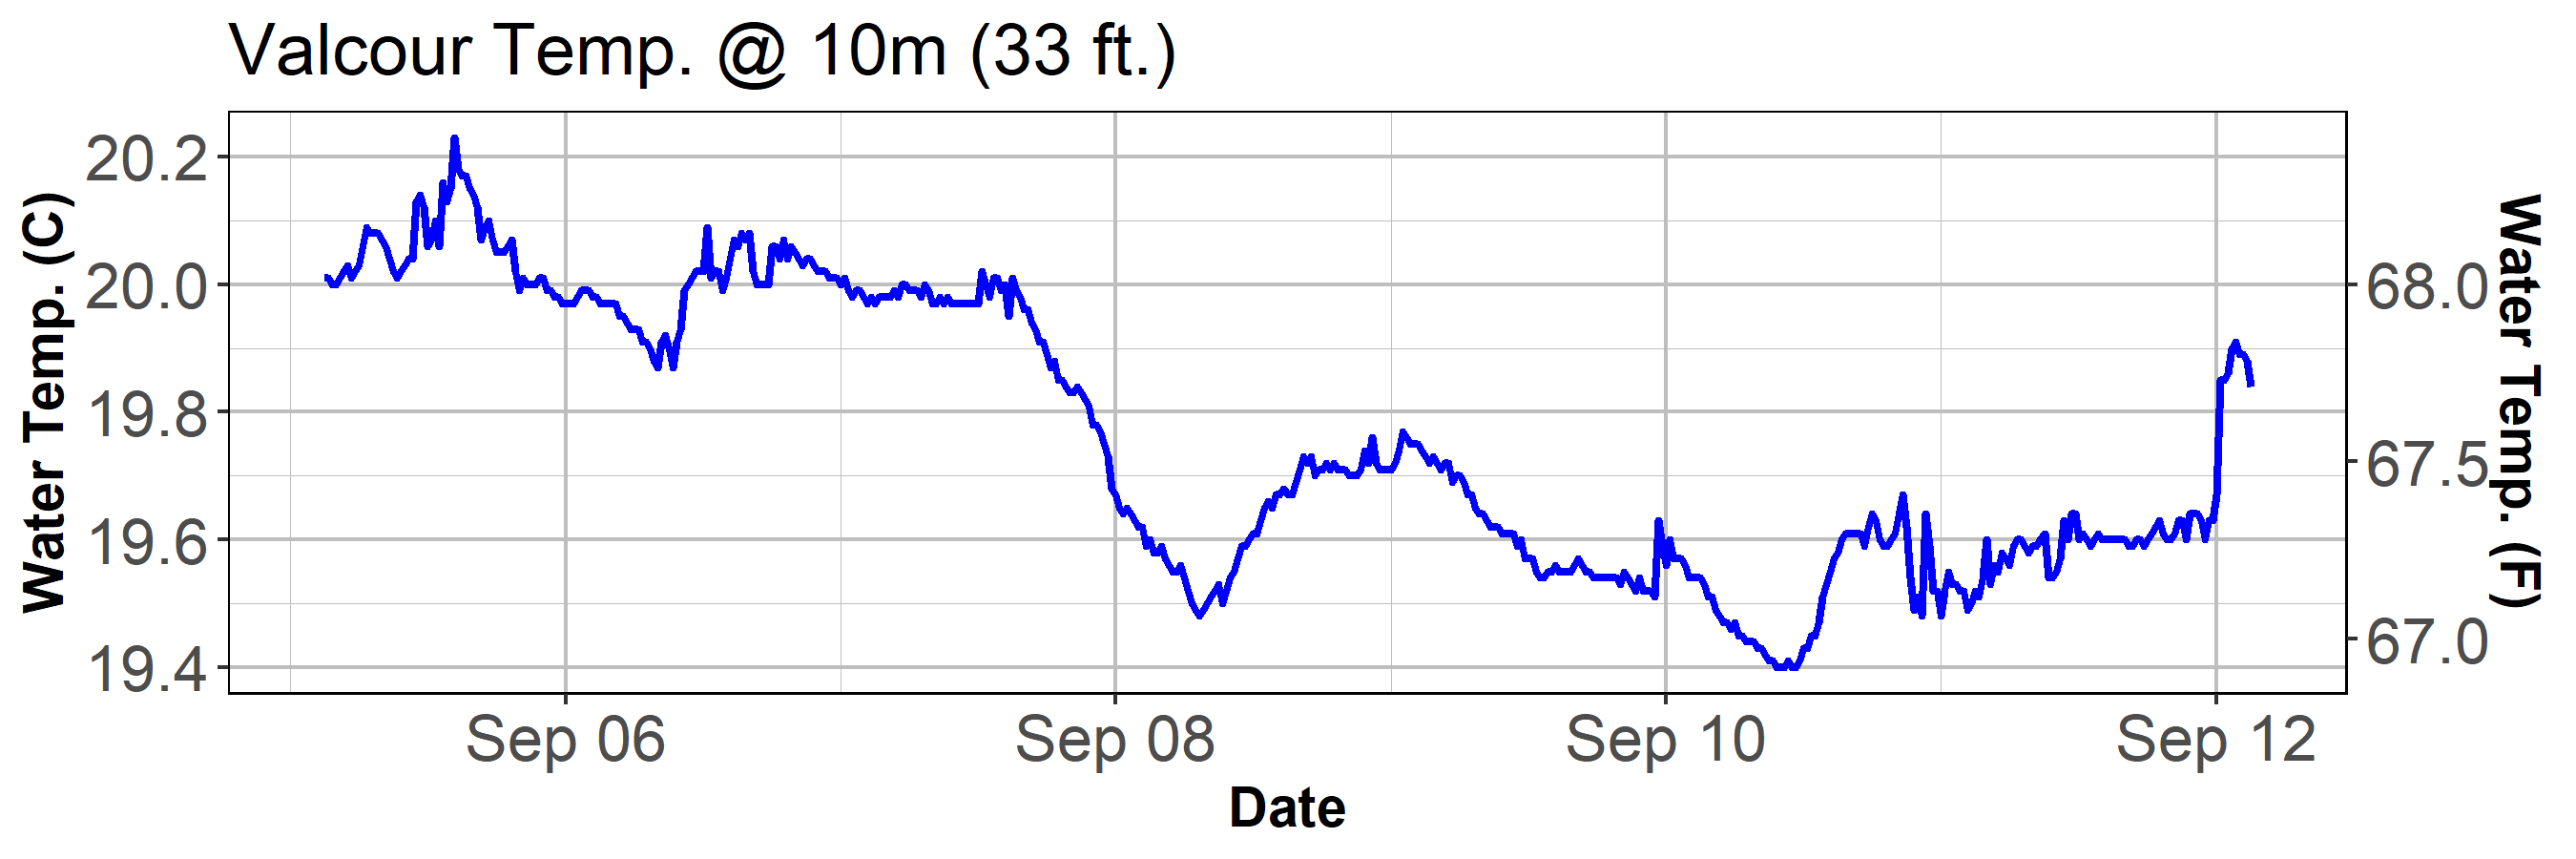 Valcour Temp. @ 10m (33 ft.)
Water Temp. (C)
20.2
20.0
19.8
19.6
19.4
68.0
67.5
67.0
Water Temp. (F)
Sep 06
Sep 08
Sep 10
Sep 12
Date